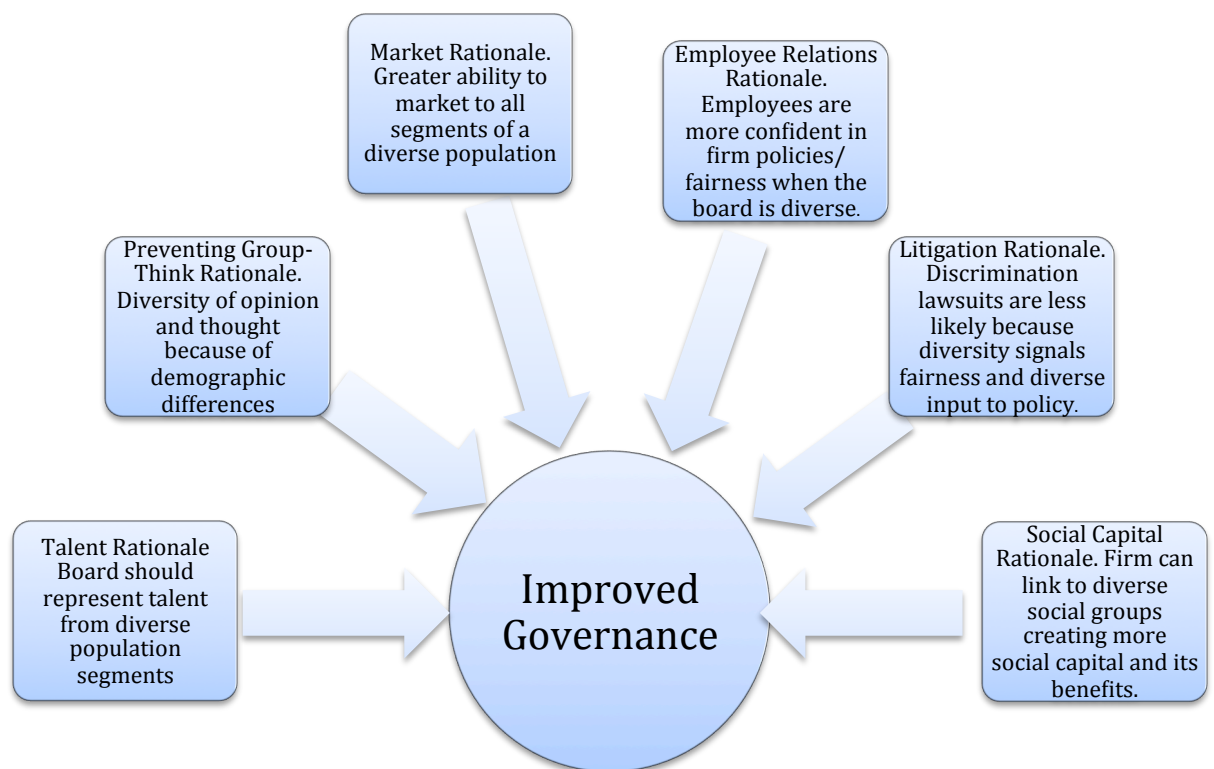 Market Rationale.
Greater ability to
market to all
segments of a
diverse population
Employee Relations
Rationale.
Employees are
more confident in
firm policies/
fairness when the
board is diverse.
Preventing Group-
Think Rationale.
Diversity of opinion
and thought
because of
demographic
differences
Litigation Rationale.
Discrimination
lawsuits are less
likely because
diversity signals
fairness and diverse
input to policy.
Talent Rationale
Board should
represent talent
from diverse
population
segments
Improved
Governance
Social Capital
Rationale. Firm can
link to diverse
social groups
creating more
social capital and its
benefits.